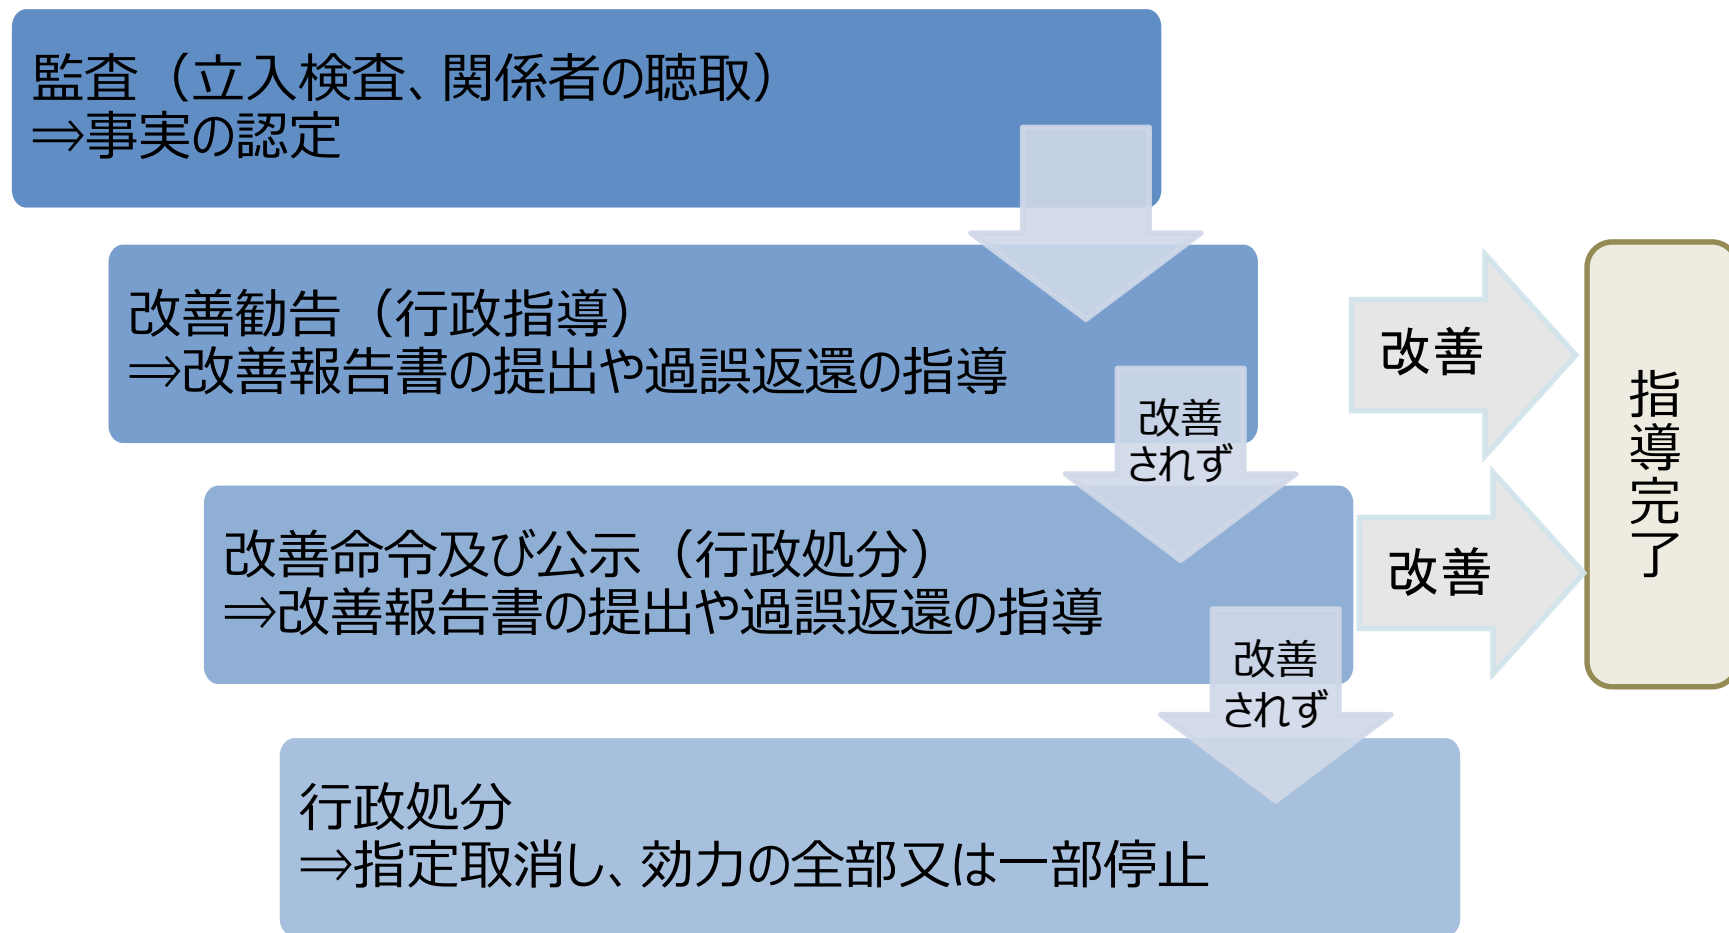 監査（立入検査、関係者の聴取）
⇒事実の認定
改善勧告（行政指導）
⇒改善報告書の提出や過誤返還の指導
改善
されず
改善
改善命令及び公示（行政処分）
⇒改善報告書の提出や過誤返還の指導
改善
されず
改善
指導完了
行政処分
⇒指定取消し、効力の全部又は一部停止